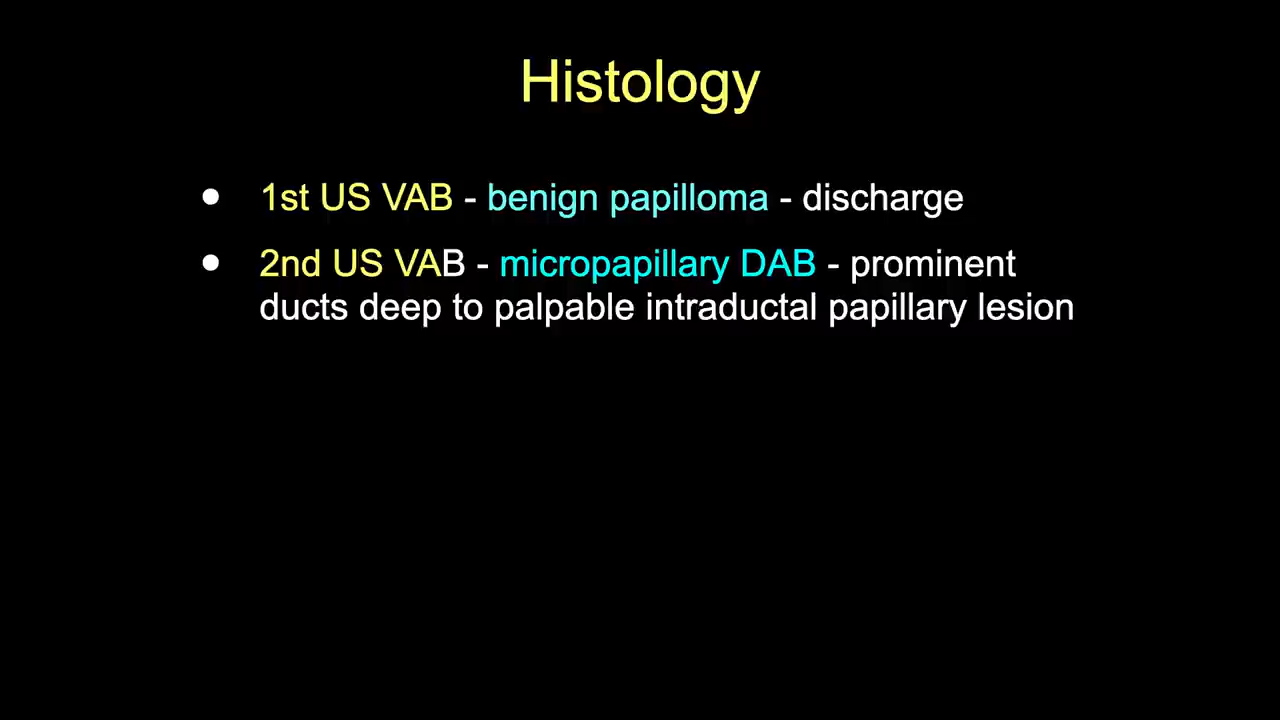 Histology
• 1st US VAB - benign papilloma - discharge
• 2nd US VAB - micropapillary DAB - prominent
ducts deep to palpable intraductal papillary lesion